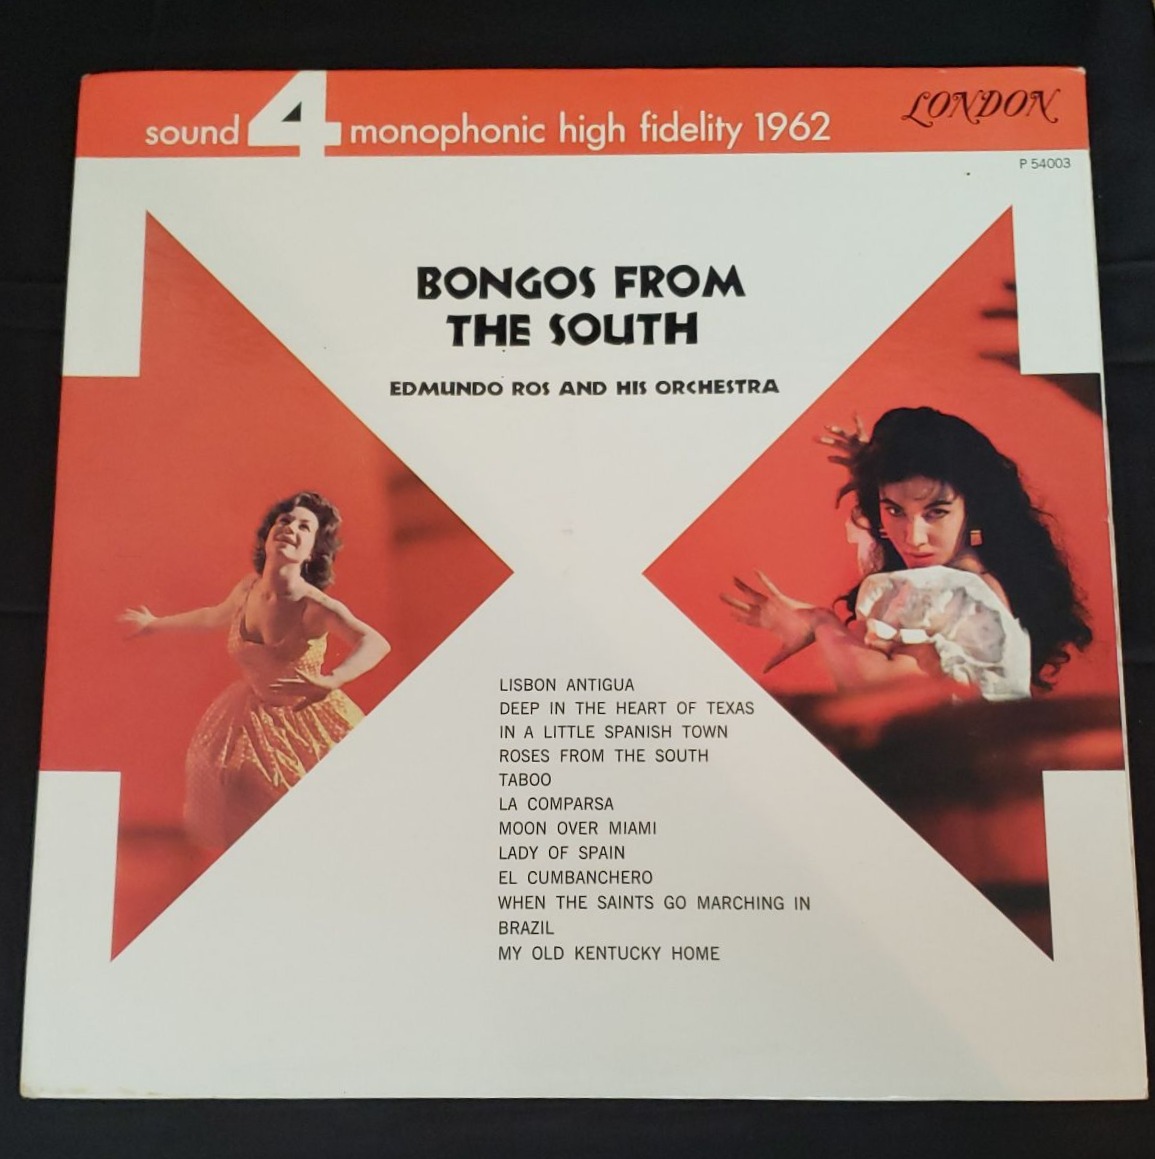 sound 4 monophonic high fidelity 1962
LONDON
P 54003
BONGOS FROM
THE SOUTH
EDMUNDO ROS AND HIS ORCHESTRA
LISBON ANTIGUA
DEEP IN THE HEART OF TEXAS
IN A LITTLE SPANISH TOWN
ROSES FROM THE SOUTH
TABOO
LA COMPARSA
MOON OVER MIAMI
LADY OF SPAIN
EL CUMBANCHERO
WHEN THE SAINTS GO MARCHING IN
BRAZIL
MY OLD KENTUCKY HOME